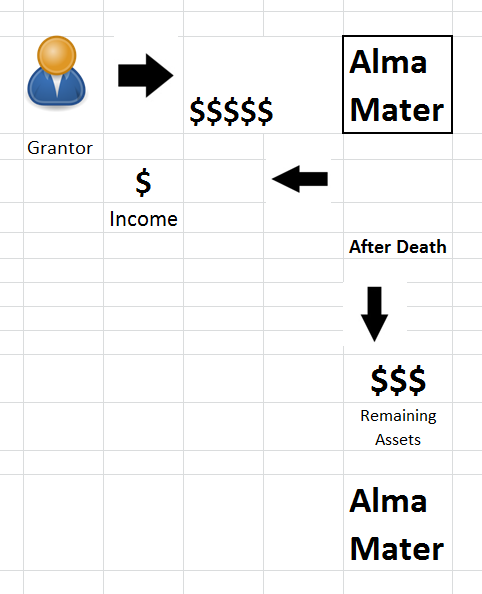 Alma
Mater
$$$$$
Grantor
$
Income
After Death
$$$
Remaining
Assets
Alma
Mater